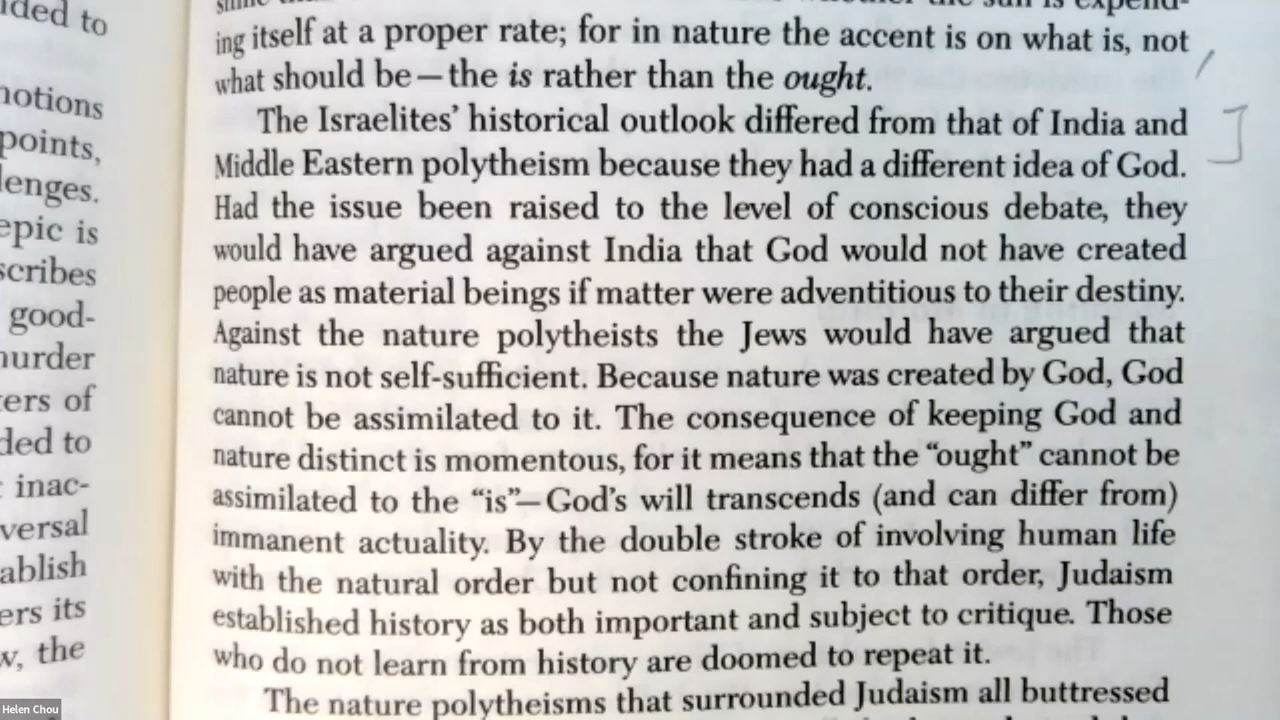 ided to
notions
points,
lenges.
epic is
scribes
good-
nurder
ers of
ded to
inac-
versal
ablish
ers its
w, the
ing itself at a proper rate; for in nature the accent is on what is, not
what should be—the is rather than the ought.
The Israelites' historical outlook differed from that of India and
Middle Eastern polytheism because they had a different idea of God.
Had the issue been raised to the level of conscious debate, they
would have argued against India that God would not have created
people as material beings if matter were adventitious to their destiny.
Against the nature polytheists the Jews would have argued that
nature is not self-sufficient. Because nature was created by God, God
cannot be assimilated to it. The consequence of keeping God and
nature distinct is momentous, for it means that the “ought” cannot be
assimilated to the “is”—God's will transcends (and can differ from)
immanent actuality. By the double stroke of involving human life
with the natural order but not confining it to that order, Judaism
established history as both important and subject to critique. Those
who do not learn from history are doomed to repeat it.
The nature polytheisms that surrounded Judaism all buttressed
Helen Chou